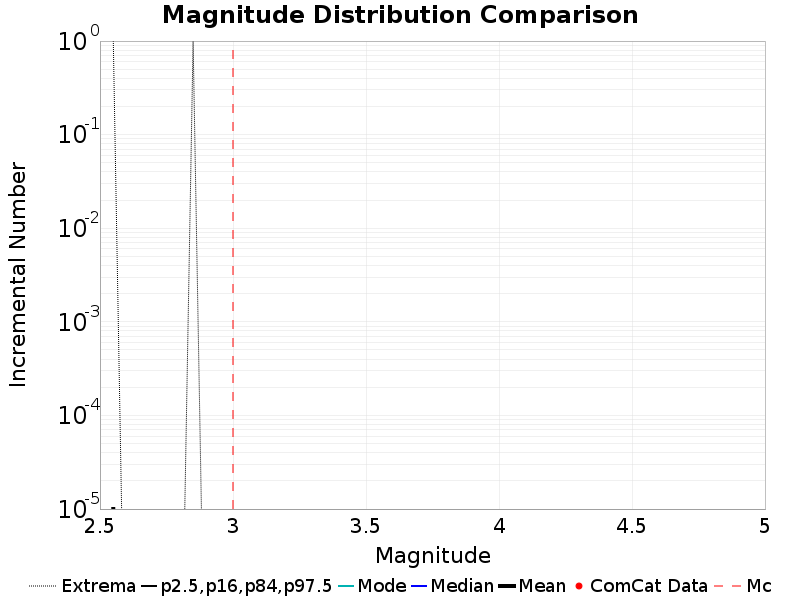 Magnitude Distribution Comparison
Incremental Number
10^0
10^-1
10^-2
10^-3
10^-4
10^-5
2.5 3 3.5 4 4.5 5
Magnitude
Extrema p2.5,p16,p84,p97.5 Mode Median Mean ComCat Data Mc